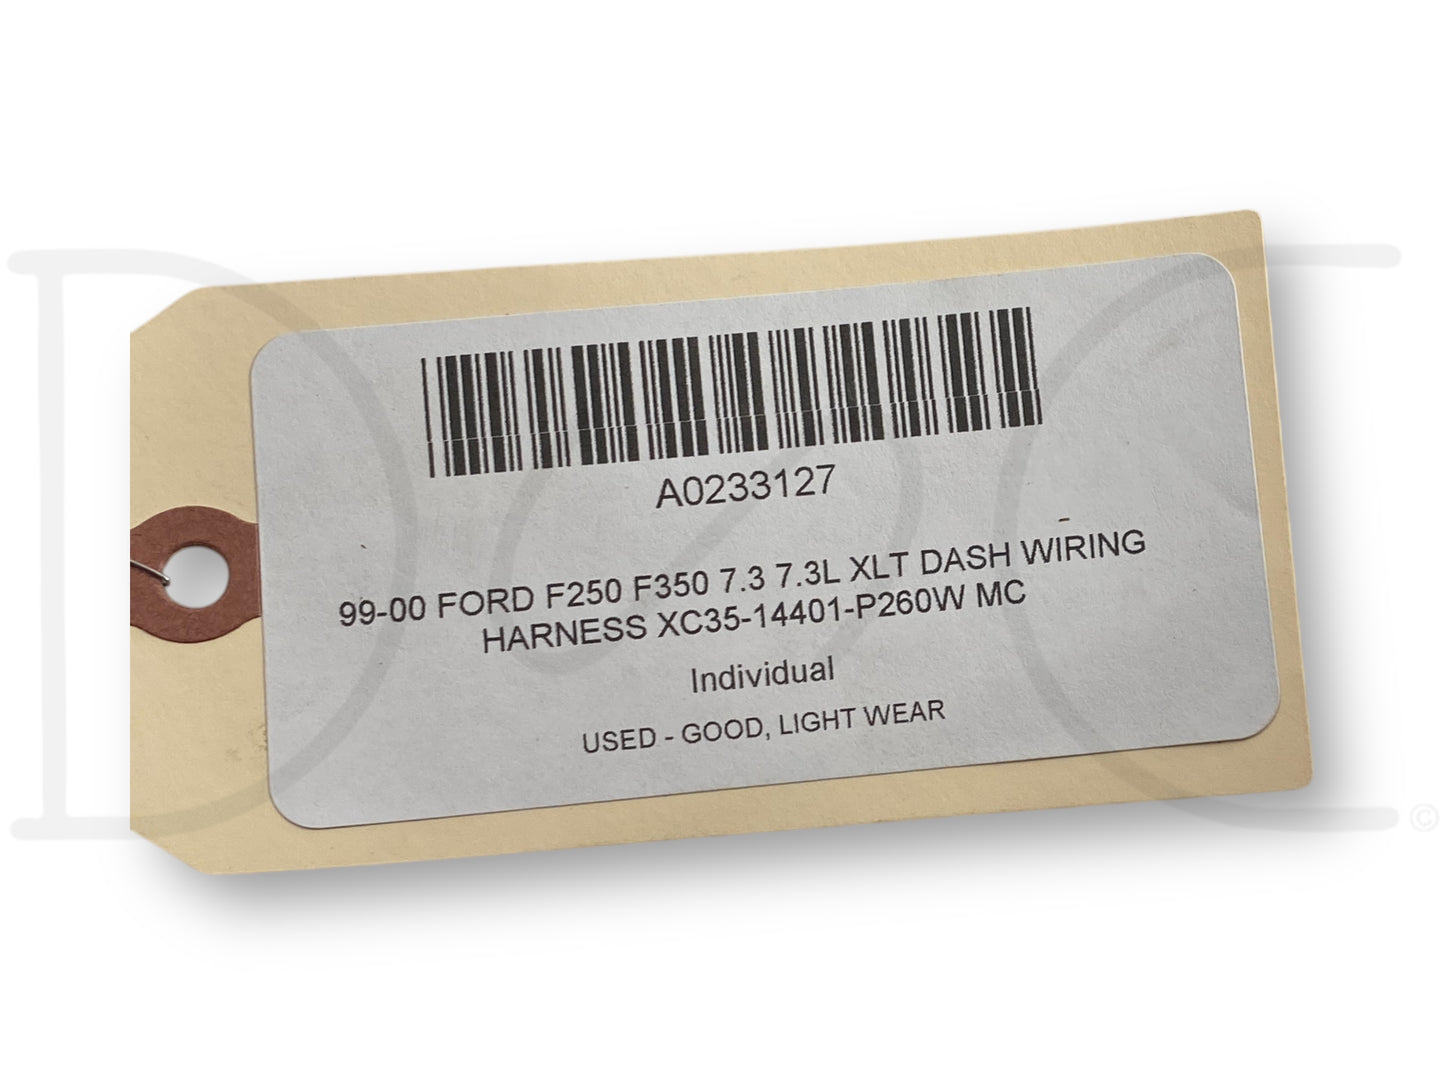 A0233127
99-00 FORD F250 F350 7.3 7.3L XLT DASH WIRING
HARNESS XC35-14401-P260W MC
Individual
USED - GOOD, LIGHT WEAR
D2C
©